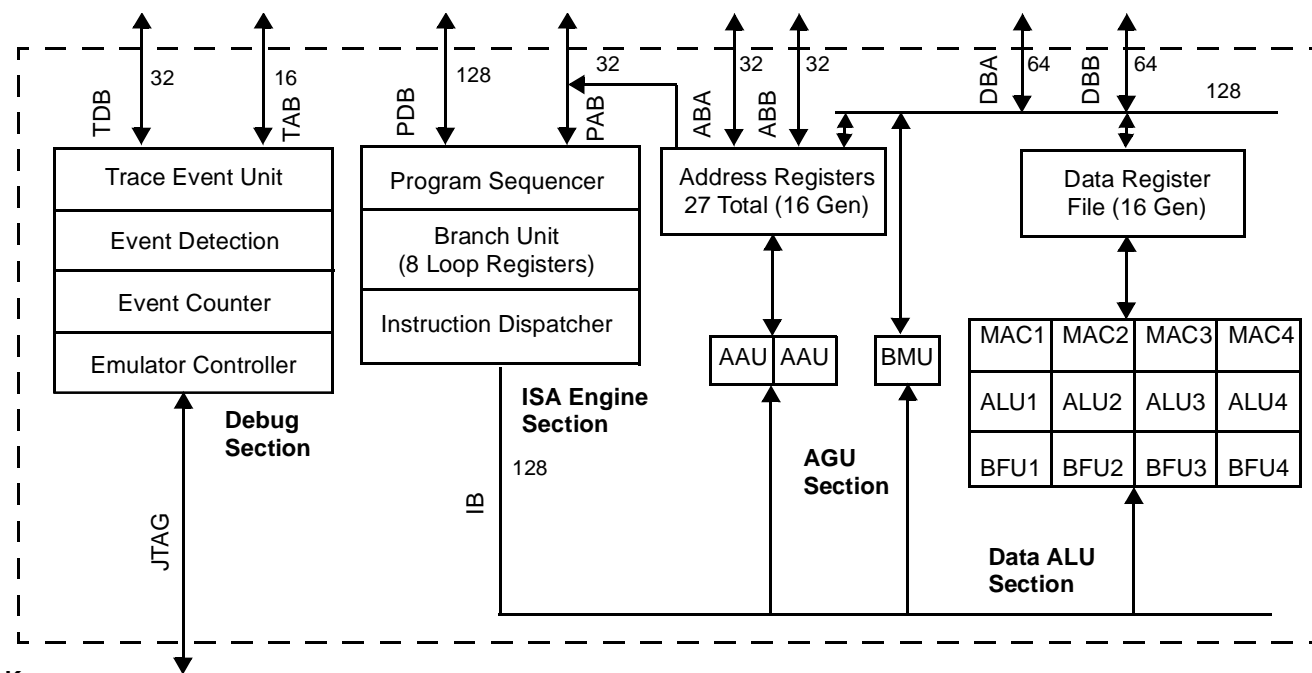 TDB
32
16
TAB
PDB
128
PAB
32
ABA
32
ABB
32
DBA
64
DBB
64
128
Trace Event Unit
Event Detection
Event Counter
Emulator Controller
Debug
Section
JTAG
Program Sequencer
Branch Unit
(8 Loop Registers)
Instruction Dispatcher
ISA Engine
Section
128
IB
Address Registers
27 Total (16 Gen)
AAU AAU
BMU
AGU
Section
Data Register
File (16 Gen)
MAC1 MAC2 MAC3 MAC4
ALU1 ALU2 ALU3 ALU4
BFU1 BFU2 BFU3 BFU4
Data ALU
Section